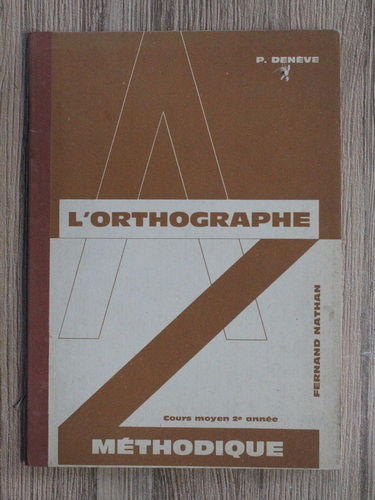 P. DENÈVE
A
L'ORTHOGRAPHE
Z
FERNAND NATHAN
Cours moyen 2e année
MÉTHODIQUE